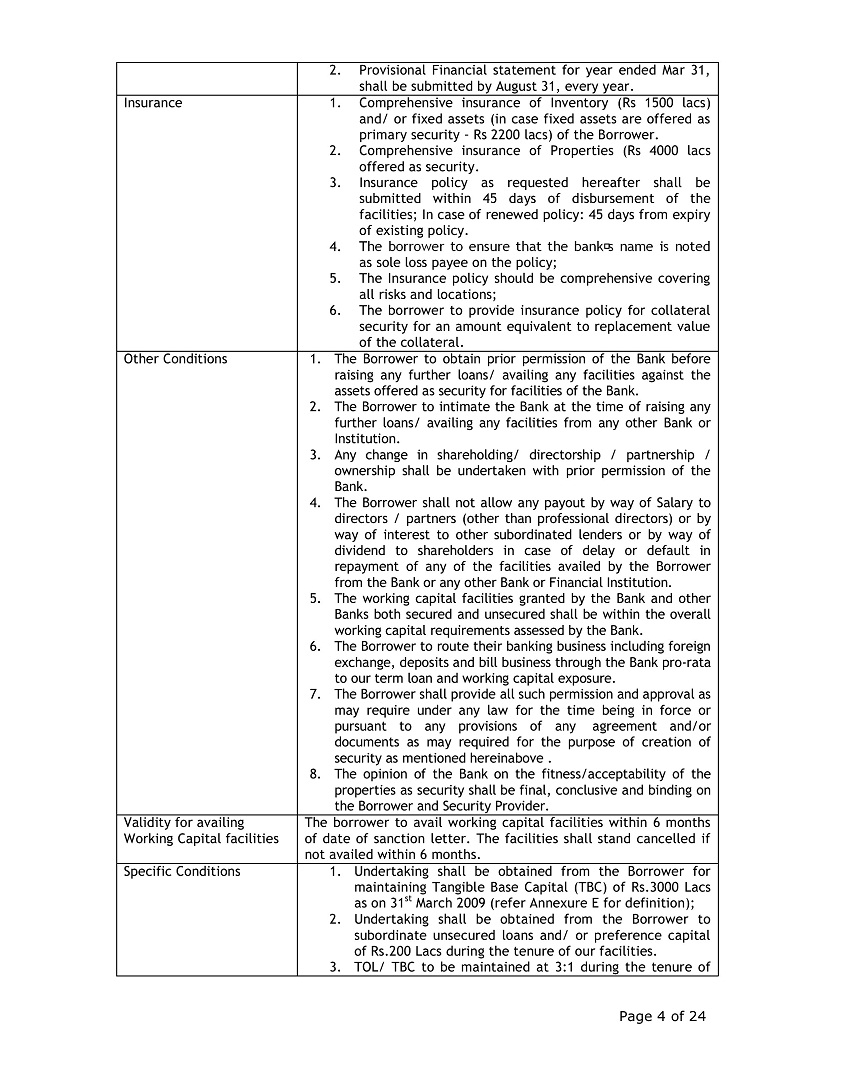 2. Provisional Financial statement for year ended Mar 31,
shall be submitted by August 31, every year.
Insurance
1. Comprehensive insurance of Inventory (Rs 1500 lacs)
and/ or fixed assets (in case fixed assets are offered as
primary security - Rs 2200 lacs) of the Borrower.
2. Comprehensive insurance of Properties (Rs 4000 lacs
offered as security.
3. Insurance policy as requested hereafter shall be
submitted within 45 days of disbursement of the
facilities; In case of renewed policy: 45 days from expiry
of existing policy.
4. The borrower to ensure that the bank's name is noted
as sole loss payee on the policy;
5. The Insurance policy should be comprehensive covering
all risks and locations;
6. The borrower to provide insurance policy for collateral
security for an amount equivalent to replacement value
of the collateral.
Other Conditions
1. The Borrower to obtain prior permission of the Bank before
raising any further loans/ availing any facilities against the
assets offered as security for facilities of the Bank.
2. The Borrower to intimate the Bank at the time of raising any
further loans/ availing any facilities from any other Bank or
Institution.
3. Any change in shareholding/ directorship / partnership /
ownership shall be undertaken with prior permission of the
Bank.
4. The Borrower shall not allow any payout by way of Salary to
directors / partners (other than professional directors) or by
way of interest to other subordinated lenders or by way of
dividend to shareholders in case of delay or default in
repayment of any of the facilities availed by the Borrower
from the Bank or any other Bank or Financial Institution.
5. The working capital facilities granted by the Bank and other
Banks both secured and unsecured shall be within the overall
working capital requirements assessed by the Bank.
6. The Borrower to route their banking business including foreign
exchange, deposits and bill business through the Bank pro-rata
to our term loan and working capital exposure.
7. The Borrower shall provide all such permission and approval as
may require under any law for the time being in force or
pursuant to any provisions of any agreement and/or
documents as may required for the purpose of creation of
security as mentioned hereinabove .
8. The opinion of the Bank on the fitness/acceptability of the
properties as security shall be final, conclusive and binding on
the Borrower and Security Provider.
Validity for availing
Working Capital facilities
The borrower to avail working capital facilities within 6 months
of date of sanction letter. The facilities shall stand cancelled if
not availed within 6 months.
Specific Conditions
1. Undertaking shall be obtained from the Borrower for
maintaining Tangible Base Capital (TBC) of Rs.3000 Lacs
as on 31st March 2009 (refer Annexure E for definition);
2. Undertaking shall be obtained from the Borrower to
subordinate unsecured loans and/ or preference capital
of Rs.200 Lacs during the tenure of our facilities.
3. TOL/ TBC to be maintained at 3:1 during the tenure of
Page 4 of 24